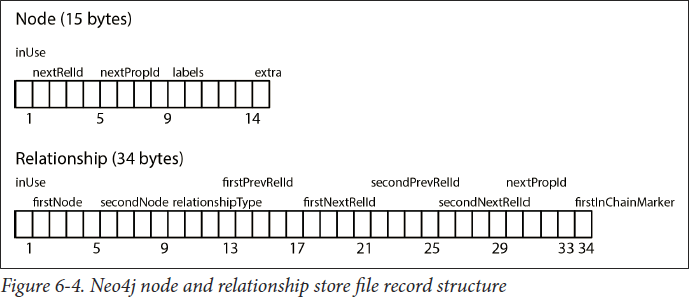 Node (15 bytes)
inUse
nextRelId nextPropId labels extra
1 5 9 14
Relationship (34 bytes)
inUse firstPrevRelId secondPrevRelId nextPropId
firstNode secondNode relationshipType firstNextRelId secondNextRelId firstInChainMarker
1 5 9 13 17 21 25 29 33 34
Figure 6-4. Neo4j node and relationship store file record structure